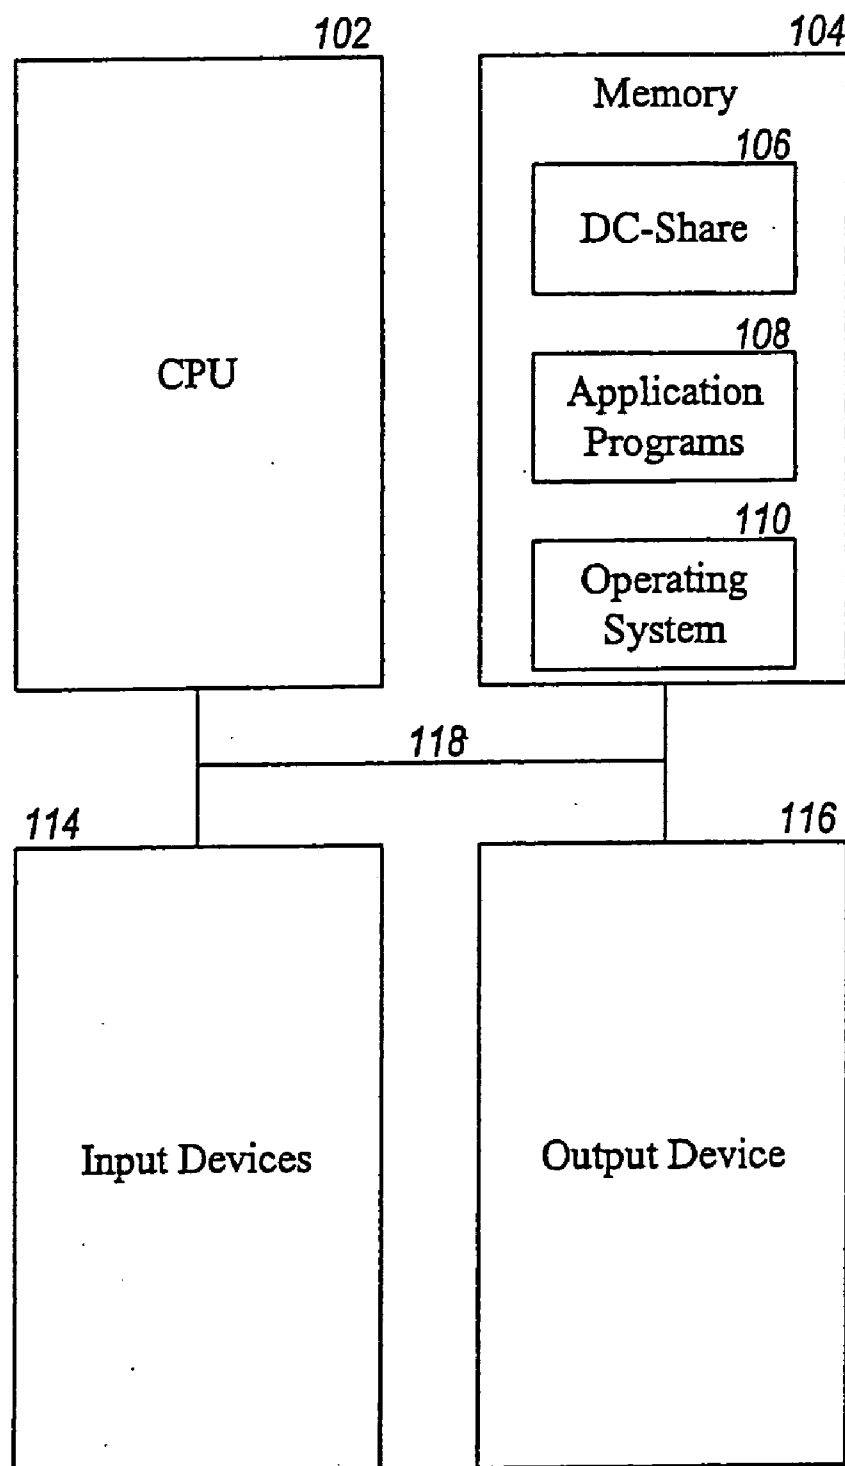 102
104
Memory
106
DC-Share
108
CPU
Application
Programs
110
Operating
System
118
114
116
Input Devices
Output Device